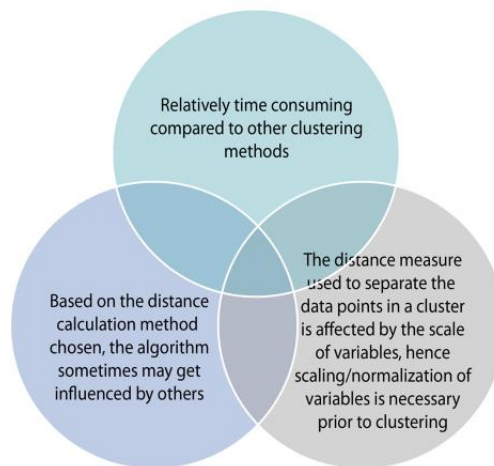 Relatively time consuming
compared to other clustering
methods
Based on the distance
calculation method
chosen, the algorithm
sometimes may get
influenced by others
The distance measure
used to separate the
data points in a cluster
is affected by the scale
of variables, hence
scaling/normalization of
variables is necessary
prior to clustering